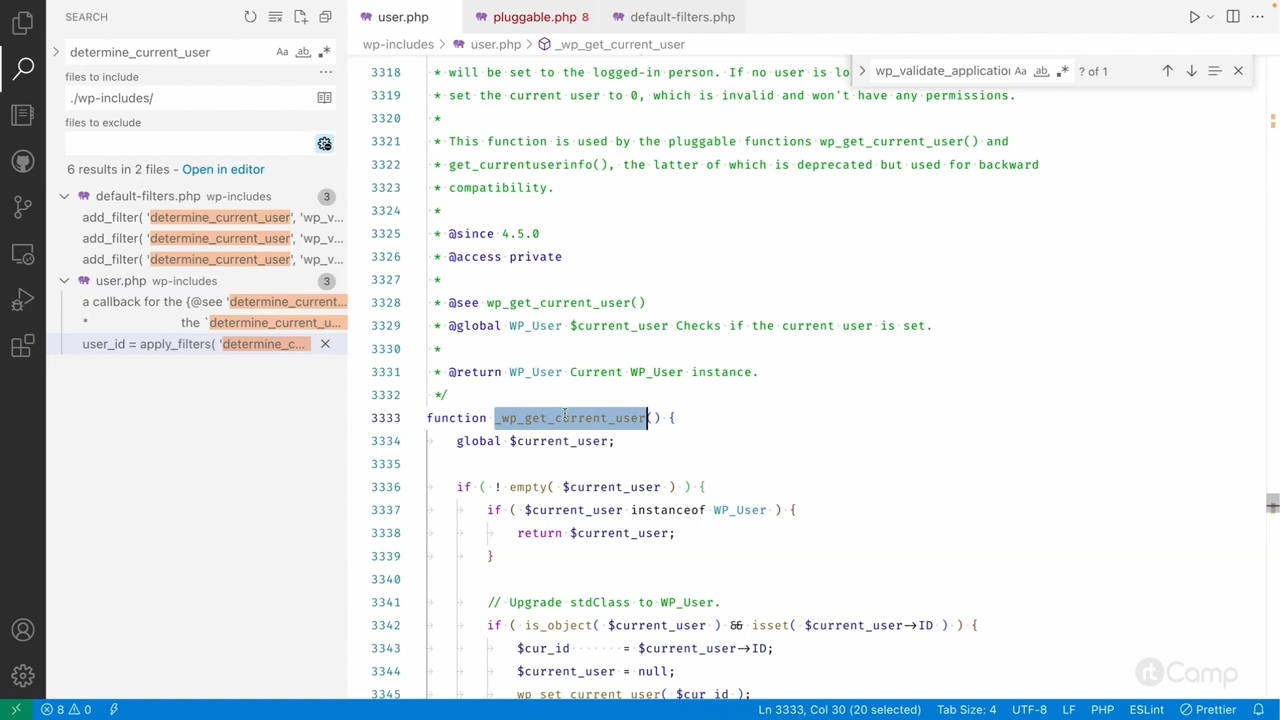 SEARCH
user.php
pluggable.php 8
default-filters.php
determine_current_user
wp-includes > user.php > _wp_get_current_user
files to include
./wp-includes/
files to exclude
6 results in 2 files - Open in editor
default-filters.php wp-includes 3
add_filter( 'determine_current_user', 'wp_v...
add_filter( 'determine_current_user', 'wp_v...
add_filter( 'determine_current_user', 'wp_v...
user.php wp-includes 3
a callback for the {@see 'determine_current...
* the `determine_current_u...
user_id = apply_filters( 'determine_c...
wp_validate_application
? of 1
3318 * will be set to the logged-in person. If no user is lo
3319 * set the current user to 0, which is invalid and won't have any permissions.
3320 *
3321 * This function is used by the pluggable functions wp_get_current_user() and
3322 * get_currentuserinfo(), the latter of which is deprecated but used for backward
3323 * compatibility.
3324 *
3325 * @since 4.5.0
3326 * @access private
3327 *
3328 * @see wp_get_current_user()
3329 * @global WP_User $current_user Checks if the current user is set.
3330 *
3331 * @return WP_User Current WP_User instance.
3332 */
3333 function _wp_get_current_user() {
3334 global $current_user;
3335
3336 if ( ! empty( $current_user ) ) {
3337 if ( $current_user instanceof WP_User ) {
3338 return $current_user;
3339 }
3340
3341 // Upgrade stdClass to WP_User.
3342 if ( is_object( $current_user ) && isset( $current_user->ID ) ) {
3343 $cur_id = $current_user->ID;
3344 $current_user = null;
3345 wp_set_current_user( $cur_id );
rtCamp
8 0
Ln 3333, Col 30 (20 selected)
Tab Size: 4
UTF-8
LF
PHP
ESLint
Prettier